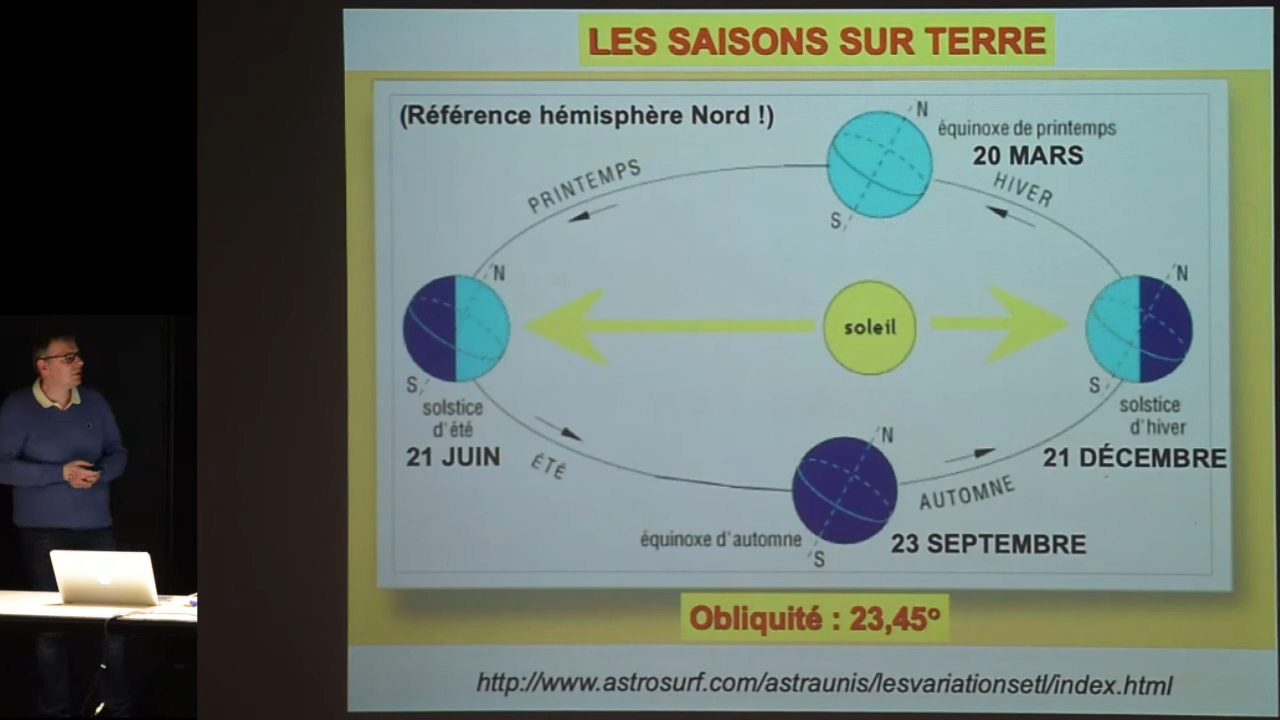 LES SAISONS SUR TERRE
(Référence hémisphère Nord !)
N
équinoxe de printemps
20 MARS
PRINTEMPS
HIVER
S
N
N
soleil
S
solstice
d'été
21 JUIN
S
solstice
d'hiver
21 DÉCEMBRE
N
ÉTÉ
AUTOMNE
équinoxe d'automne
S
23 SEPTEMBRE
Obliquité : 23,45º
http://www.astrosurf.com/astraunis/lesvariationsetl/index.html